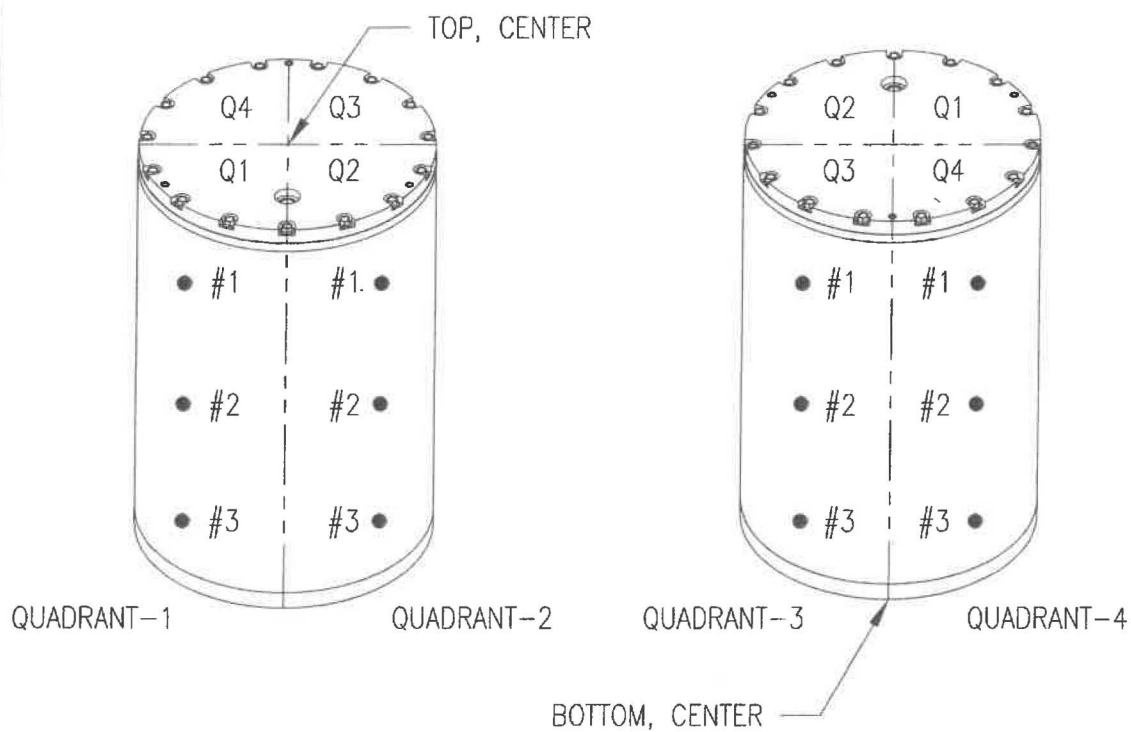 TOP, CENTER
Q4 Q3
Q1 Q2
#1 #1.
#2 #2
#3 #3
QUADRANT-1 QUADRANT-2
Q2 Q1
Q3 Q4
#1 #1
#2 #2
#3 #3
QUADRANT-3 QUADRANT-4
BOTTOM, CENTER